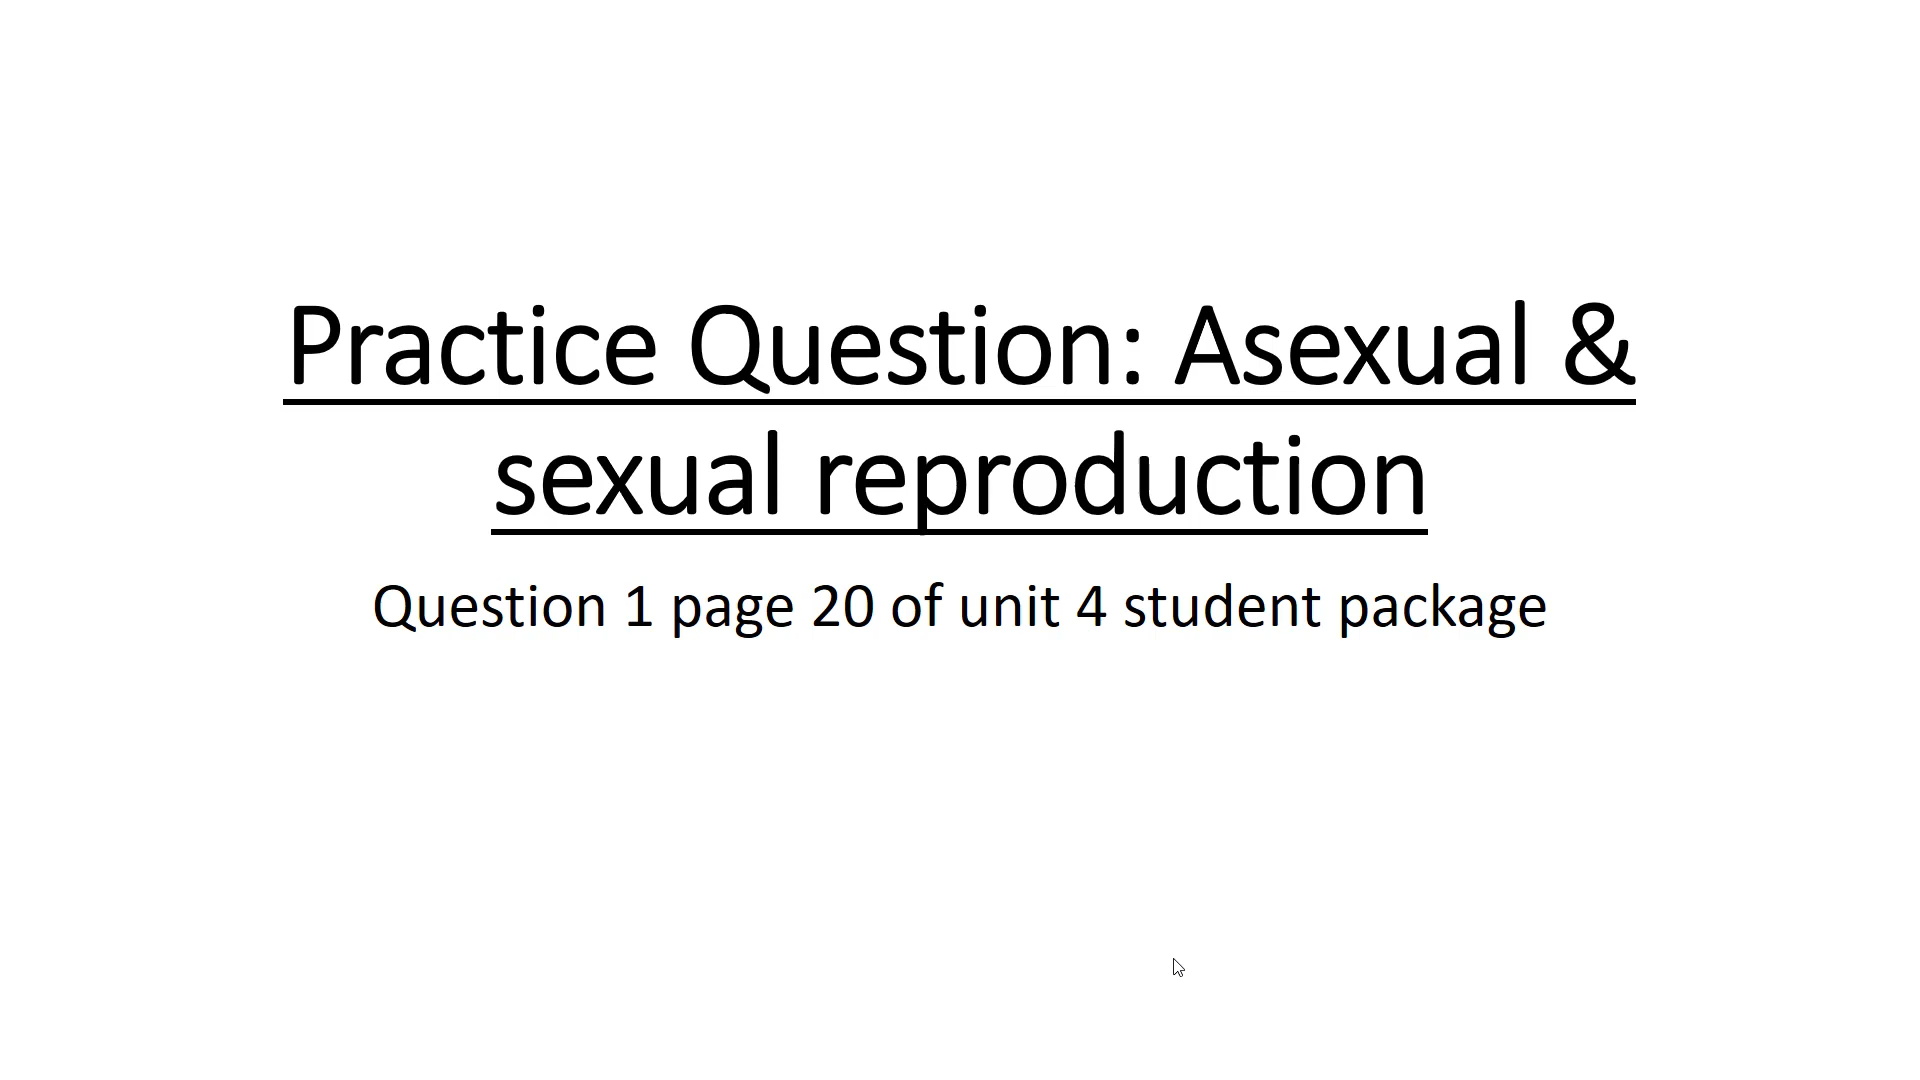 Practice Question: Asexual &
sexual reproduction
Question 1 page 20 of unit 4 student package